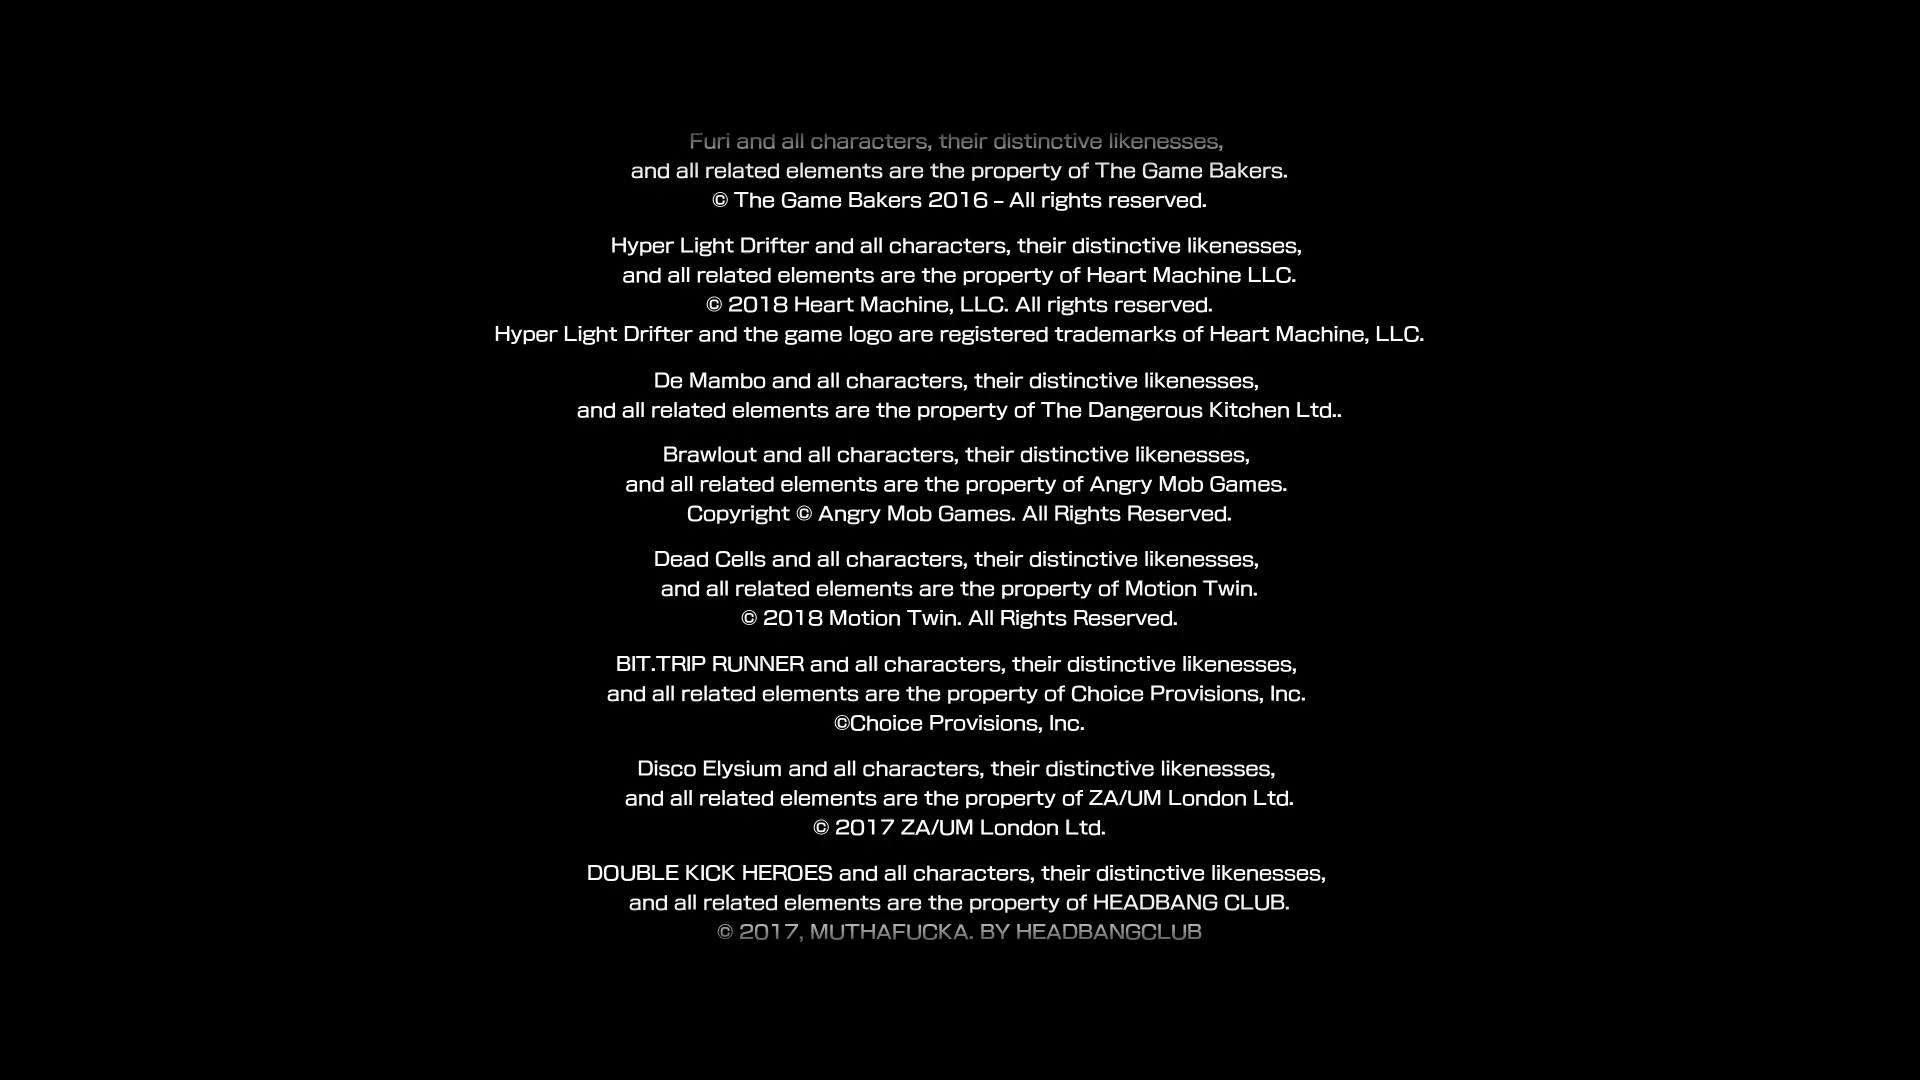 Furi and all characters, their distinctive likenesses,
and all related elements are the property of The Game Bakers.
© The Game Bakers 2016 – All rights reserved.
Hyper Light Drifter and all characters, their distinctive likenesses,
and all related elements are the property of Heart Machine LLC.
© 2018 Heart Machine, LLC. All rights reserved.
Hyper Light Drifter and the game logo are registered trademarks of Heart Machine, LLC.
De Mambo and all characters, their distinctive likenesses,
and all related elements are the property of The Dangerous Kitchen Ltd..
Brawlout and all characters, their distinctive likenesses,
and all related elements are the property of Angry Mob Games.
Copyright © Angry Mob Games. All Rights Reserved.
Dead Cells and all characters, their distinctive likenesses,
and all related elements are the property of Motion Twin.
© 2018 Motion Twin. All Rights Reserved.
BIT.TRIP RUNNER and all characters, their distinctive likenesses,
and all related elements are the property of Choice Provisions, Inc.
©Choice Provisions, Inc.
Disco Elysium and all characters, their distinctive likenesses,
and all related elements are the property of ZA/UM London Ltd.
© 2017 ZA/UM London Ltd.
DOUBLE KICK HEROES and all characters, their distinctive likenesses,
and all related elements are the property of HEADBANG CLUB.
© 2017, MUTHAFUCKA. BY HEADBANGCLUB